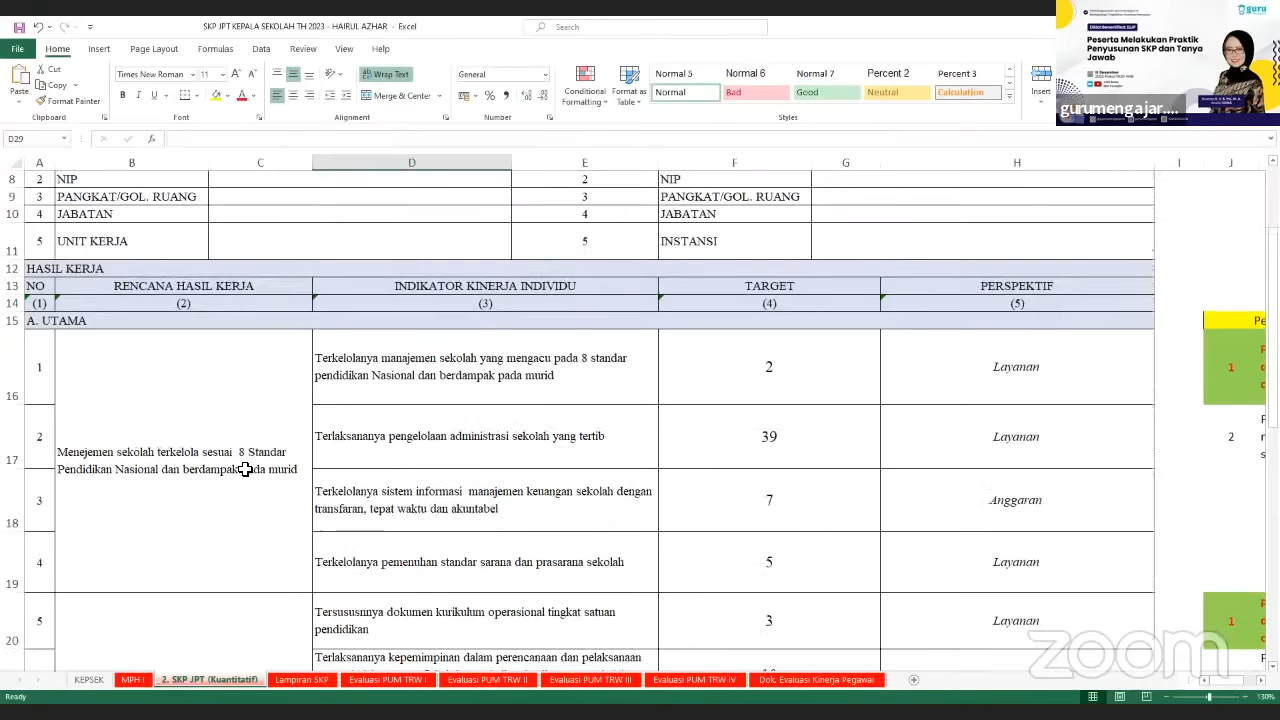 SKP JPT KEPALA SEKOLAH TH 2023 - HAIRUL AZHAR - Excel
Search
File Home Insert Page Layout Formulas Data Review View Help
Cut
Copy
Format Painter
Paste
Clipboard
Times New Roman 11
B I U
Font
Wrap Text
Merge & Center
Alignment
General
Number
Conditional Formatting
Format as Table
Normal 5 Normal 6 Normal 7 Percent 2 Percent 3
Normal Bad Good Neutral Calculation
Styles
Insert
guru
Peserta Melakukan Praktik
Penyusunan SKP dan Tanya
Jawab
gurumengajar....
D29
fx
A B C D E F G H I J
8 2 NIP 2 NIP
9 3 PANGKAT/GOL. RUANG 3 PANGKAT/GOL. RUANG
10 4 JABATAN 4 JABATAN
11 5 UNIT KERJA 5 INSTANSI
12 HASIL KERJA
13 NO RENCANA HASIL KERJA INDIKATOR KINERJA INDIVIDU TARGET PERSPEKTIF
14 (1) (2) (3) (4) (5)
15 A. UTAMA Pe
16 1 Terkelolanya manajemen sekolah yang mengacu pada 8 standar
pendidikan Nasional dan berdampak pada murid 2 Layanan 1
17 2 Terlaksananya pengelolaan administrasi sekolah yang tertib 39 Layanan 2
Menejemen sekolah terkelola sesuai 8 Standar
Pendidikan Nasional dan berdampak ada murid
18 3 Terkelolanya sistem informasi manajemen keuangan sekolah dengan
transfaran, tepat waktu dan akuntabel 7 Anggaran
19 4 Terkelolanya pemenuhan standar sarana dan prasarana sekolah 5 Layanan
20 5 Tersususnnya dokumen kurikulum operasional tingkat satuan
pendidikan 3 Layanan 1
Terlaksananya kepemimpinan dalam perencanaan dan pelaksanaan
zoom
KEPSEK MPH I 2. SKP JPT (Kuantitatif) Lampiran SKP Evaluasi PUM TRW I Evaluasi PUM TRW II Evaluasi PUM TRW III Evaluasi PUM TRW IV Dok. Evaluasi Kinerja Pegawai
Ready 130%